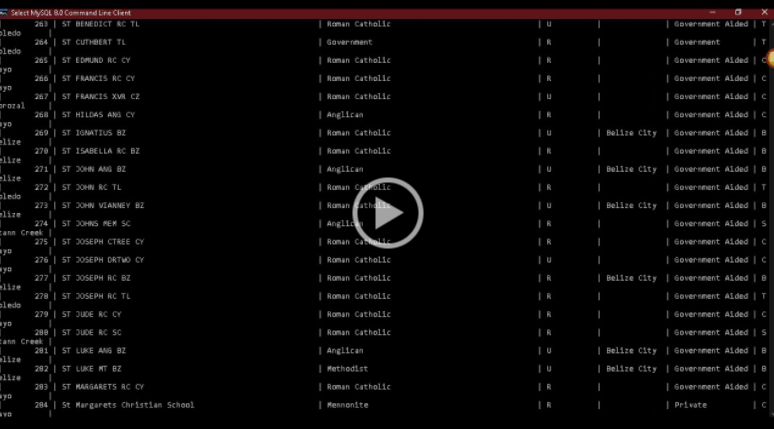 Select MySQL 8.0 Command Line Client
263 | ST BENEDICT RC TL | Roman Catholic | U | | Government Aided | T
oledo |
264 | ST CUTHBERT TL | Government | R | | Government | T
oledo |
265 | ST EDMUND RC CY | Roman Catholic | R | | Government Aided | C
ayo |
266 | ST FRANCIS RC CY | Roman Catholic | R | | Government Aided | C
ayo |
267 | ST FRANCIS XVR CZ | Roman Catholic | U | | Government Aided | C
orozal |
268 | ST HILDAS ANG CY | Anglican | R | | Government Aided | C
ayo |
269 | ST IGNATIUS BZ | Roman Catholic | U | Belize City | Government Aided | B
elize |
270 | ST ISABELLA RC BZ | Roman Catholic | R | | Government Aided | B
elize |
271 | ST JOHN ANG BZ | Anglican | U | Belize City | Government Aided | B
elize |
272 | ST JOHN RC TL | Roman Catholic | R | | Government Aided | T
oledo |
273 | ST JOHN VIANNEY BZ | Roman Catholic | U | Belize City | Government Aided | B
elize |
274 | ST JOHNS MEM SC | Anglican | R | | Government Aided | S
tann Creek |
275 | ST JOSEPH CTREE CY | Roman Catholic | R | | Government Aided | C
ayo |
276 | ST JOSEPH DRTWO CY | Roman Catholic | U | | Government Aided | C
ayo |
277 | ST JOSEPH RC BZ | Roman Catholic | R | Belize City | Government Aided | B
elize |
278 | ST JOSEPH RC TL | Roman Catholic | R | | Government Aided | T
oledo |
279 | ST JUDE RC CY | Roman Catholic | R | | Government Aided | C
ayo |
280 | ST JUDE RC SC | Roman Catholic | R | | Government Aided | S
tann Creek |
281 | ST LUKE ANG BZ | Anglican | U | Belize City | Government Aided | B
elize |
282 | ST LUKE MT BZ | Methodist | U | Belize City | Government Aided | B
elize |
283 | ST MARGARETS RC CY | Roman Catholic | R | | Government Aided | C
ayo |
284 | St Margarets Christian School | Mennonite | R | | Private | C
ayo |